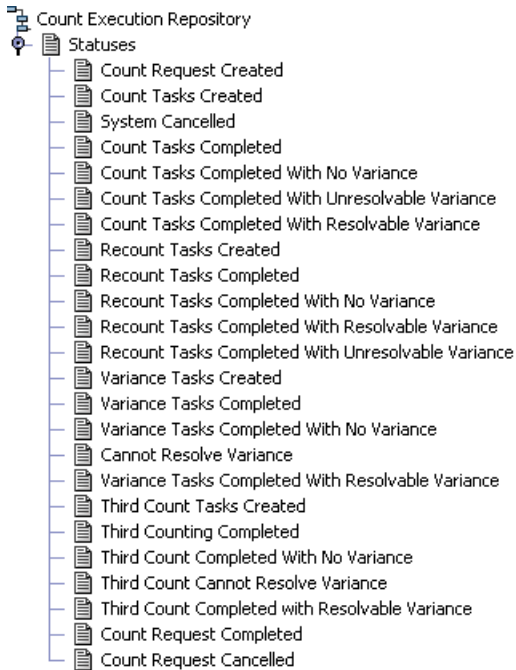 Count Execution Repository
Statuses
Count Request Created
Count Tasks Created
System Cancelled
Count Tasks Completed
Count Tasks Completed With No Variance
Count Tasks Completed With Unresolvable Variance
Count Tasks Completed With Resolvable Variance
Recount Tasks Created
Recount Tasks Completed
Recount Tasks Completed With No Variance
Recount Tasks Completed With Resolvable Variance
Recount Tasks Completed With Unresolvable Variance
Variance Tasks Created
Variance Tasks Completed
Variance Tasks Completed With No Variance
Cannot Resolve Variance
Variance Tasks Completed With Resolvable Variance
Third Count Tasks Created
Third Counting Completed
Third Count Completed With No Variance
Third Count Cannot Resolve Variance
Third Count Completed with Resolvable Variance
Count Request Completed
Count Request Cancelled